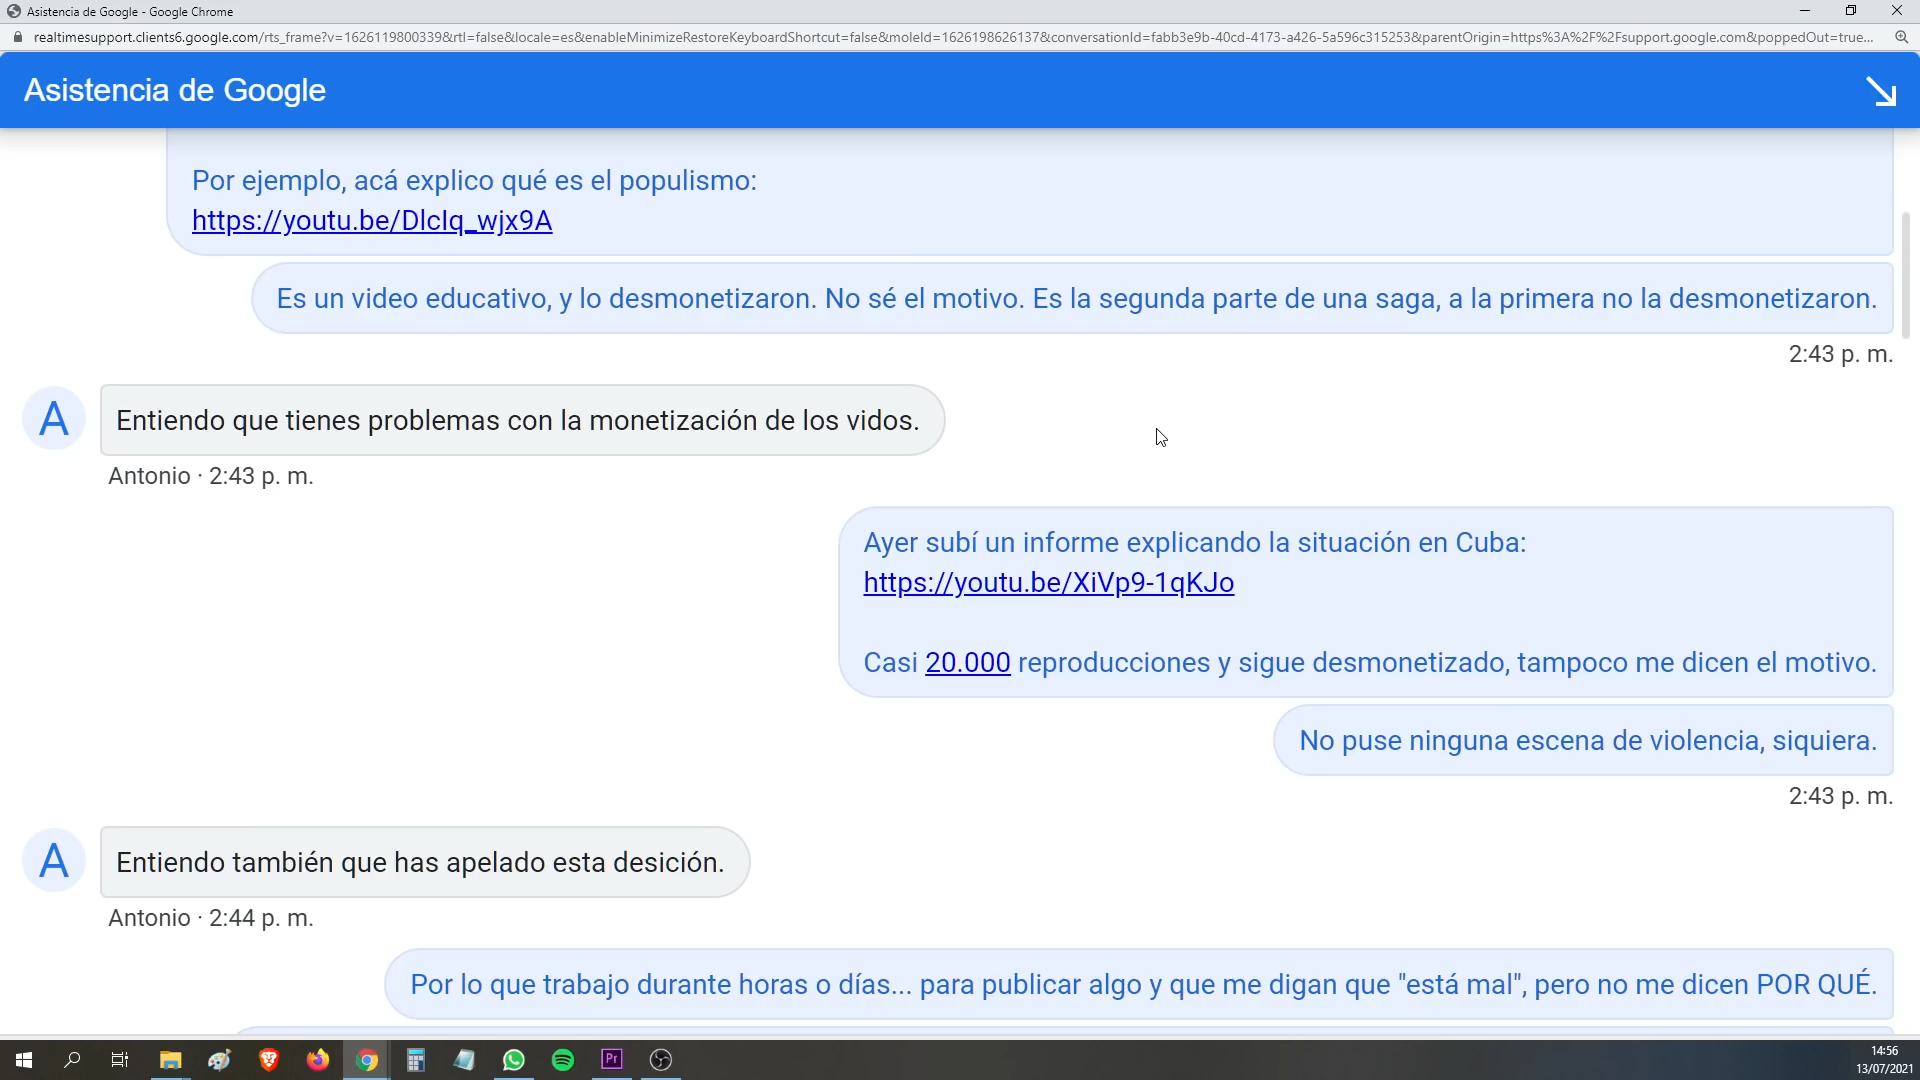 Asistencia de Google - Google Chrome
realtimesupport.clients6.google.com/rts_frame?v=1626119800339&rtl=false&locale=es&enableMinimizeRestoreKeyboardShortcut=false&moleId=1626198626137&conversationId=fabb3e9b-40cd-4173-a426-5a596c315253&parentOrigin=https%3A%2F%2Fsupport.google.com&poppedOut=true...
Asistencia de Google
Por ejemplo, acá explico qué es el populismo:
https://youtu.be/DlcIq_wjx9A
Es un video educativo, y lo desmonetizaron. No sé el motivo. Es la segunda parte de una saga, a la primera no la desmonetizaron.
2:43 p. m.
A
Entiendo que tienes problemas con la monetización de los vidos.
Antonio · 2:43 p. m.
Ayer subí un informe explicando la situación en Cuba:
https://youtu.be/XiVp9-1qKJo
Casi 20.000 reproducciones y sigue desmonetizado, tampoco me dicen el motivo.
No puse ninguna escena de violencia, siquiera.
2:43 p. m.
A
Entiendo también que has apelado esta desición.
Antonio · 2:44 p. m.
Por lo que trabajo durante horas o días... para publicar algo y que me digan que "está mal", pero no me dicen POR QUÉ.
Pr
14:56
13/07/2021